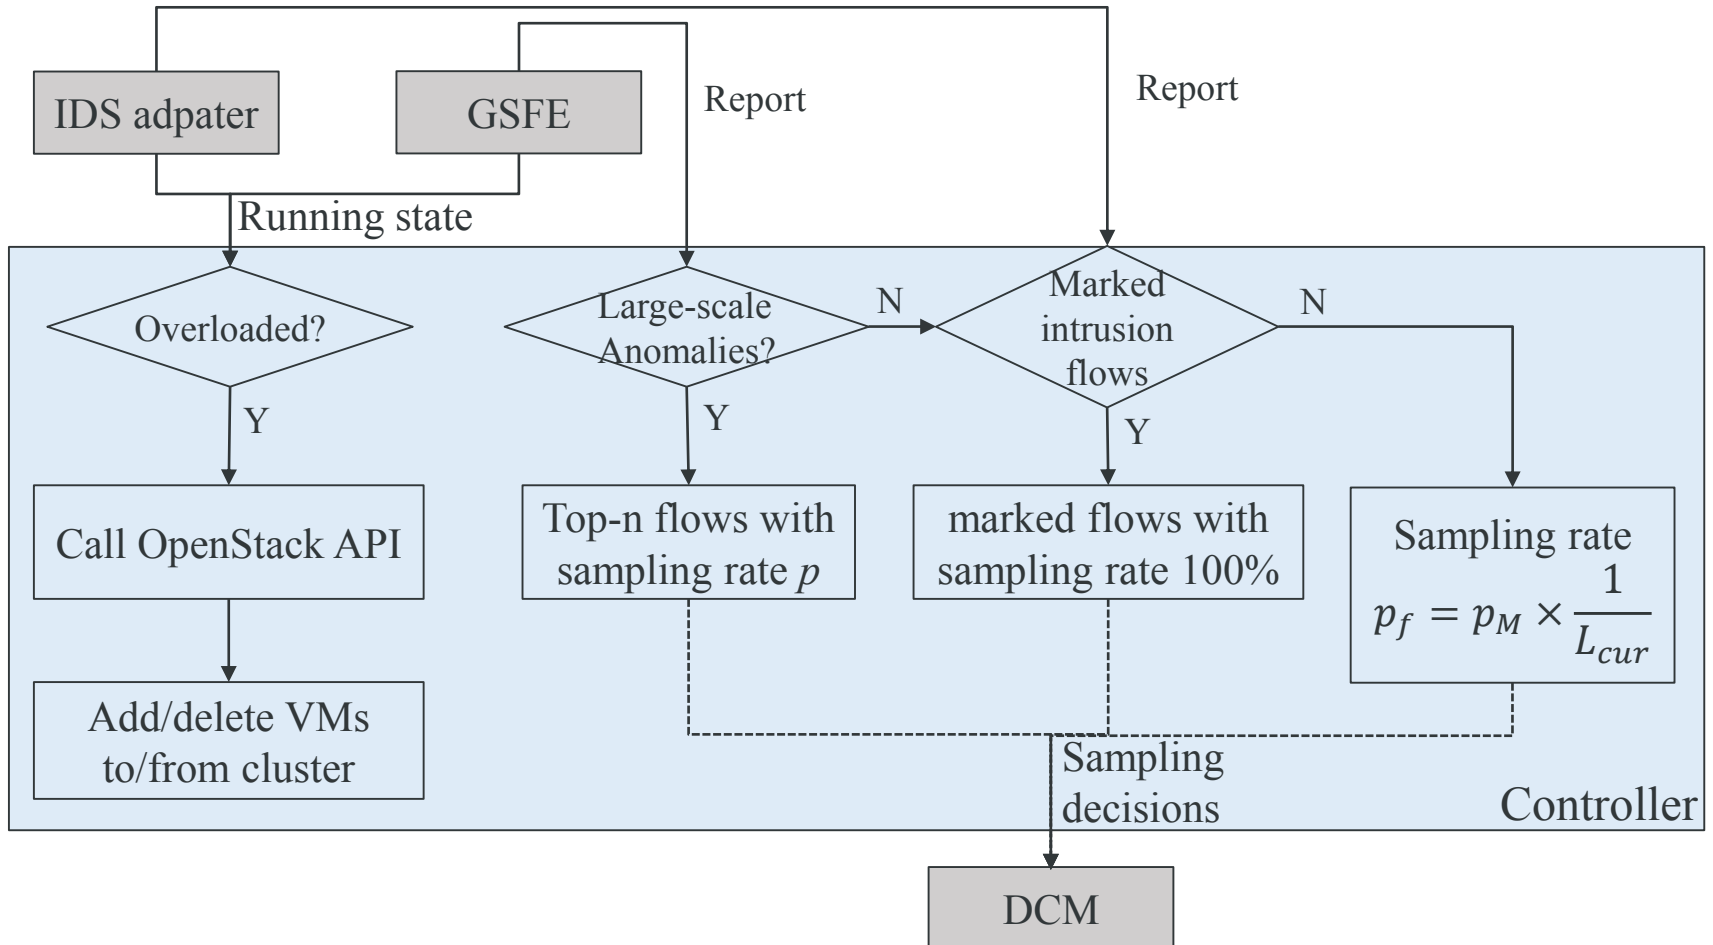 IDS adpater
GSFE
Report
Report
Running state
Overloaded?
Large-scale
Anomalies?
N
Marked
intrusion
flows
N
Y
Y
Y
Call OpenStack API
Top-n flows with
sampling rate p
marked flows with
sampling rate 100%
Sampling rate
p_f = p_M × 1/L_cur
Add/delete VMs
to/from cluster
Sampling
decisions
Controller
DCM